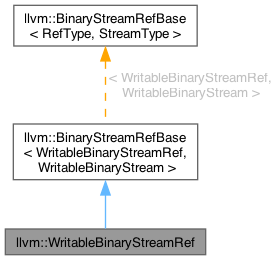 llvm::BinaryStreamRefBase
< RefType, StreamType >
< WritableBinaryStreamRef,
WritableBinaryStream >
llvm::BinaryStreamRefBase
< WritableBinaryStreamRef,
WritableBinaryStream >
llvm::WritableBinaryStreamRef